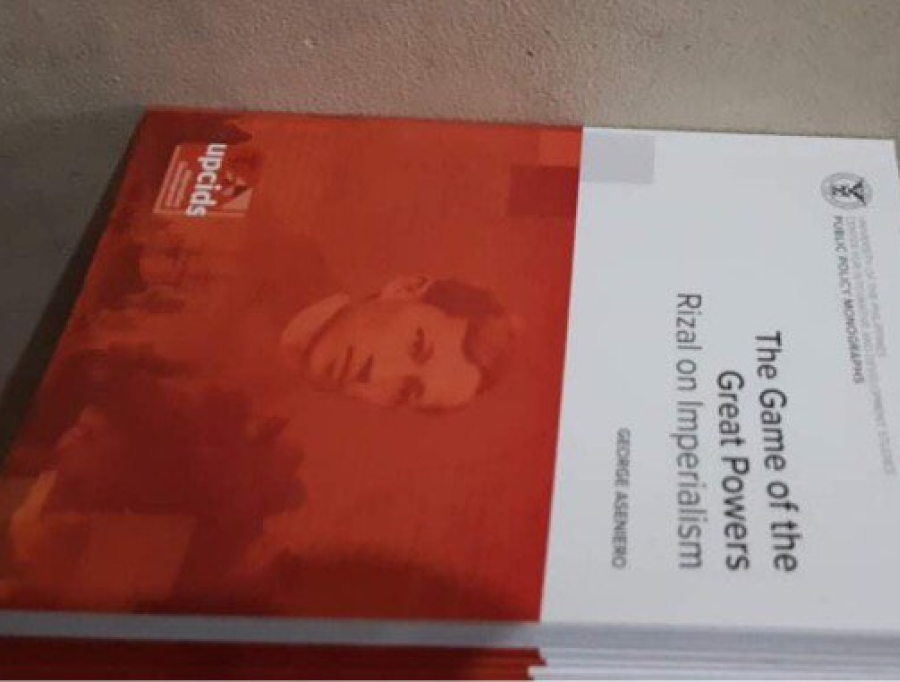 UNIVERSITY OF THE PHILIPPINES
CENTER FOR INTEGRATIVE AND DEVELOPMENT STUDIES
PUBLIC POLICY MONOGRAPHS
The Game of the
Great Powers
Rizal on Imperialism
GEORGE ASENIERO
upcids